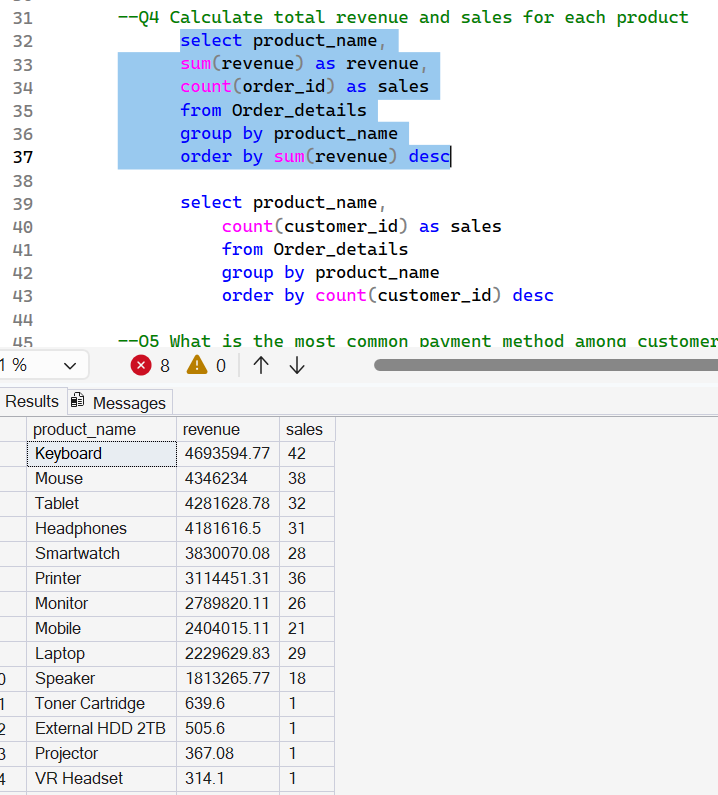 31 --Q4 Calculate total revenue and sales for each product
32 select product_name,
33 sum(revenue) as revenue,
34 count(order_id) as sales
35 from Order_details
36 group by product_name
37 order by sum(revenue) desc
38
39 select product_name,
40 count(customer_id) as sales
41 from Order_details
42 group by product_name
43 order by count(customer_id) desc
44
45 --Q5 What is the most common payment method among customer
1 % 8 0
Results Messages
product_name revenue sales
Keyboard 4693594.77 42
Mouse 4346234 38
Tablet 4281628.78 32
Headphones 4181616.5 31
Smartwatch 3830070.08 28
Printer 3114451.31 36
Monitor 2789820.11 26
Mobile 2404015.11 21
Laptop 2229629.83 29
0 Speaker 1813265.77 18
1 Toner Cartridge 639.6 1
2 External HDD 2TB 505.6 1
3 Projector 367.08 1
4 VR Headset 314.1 1